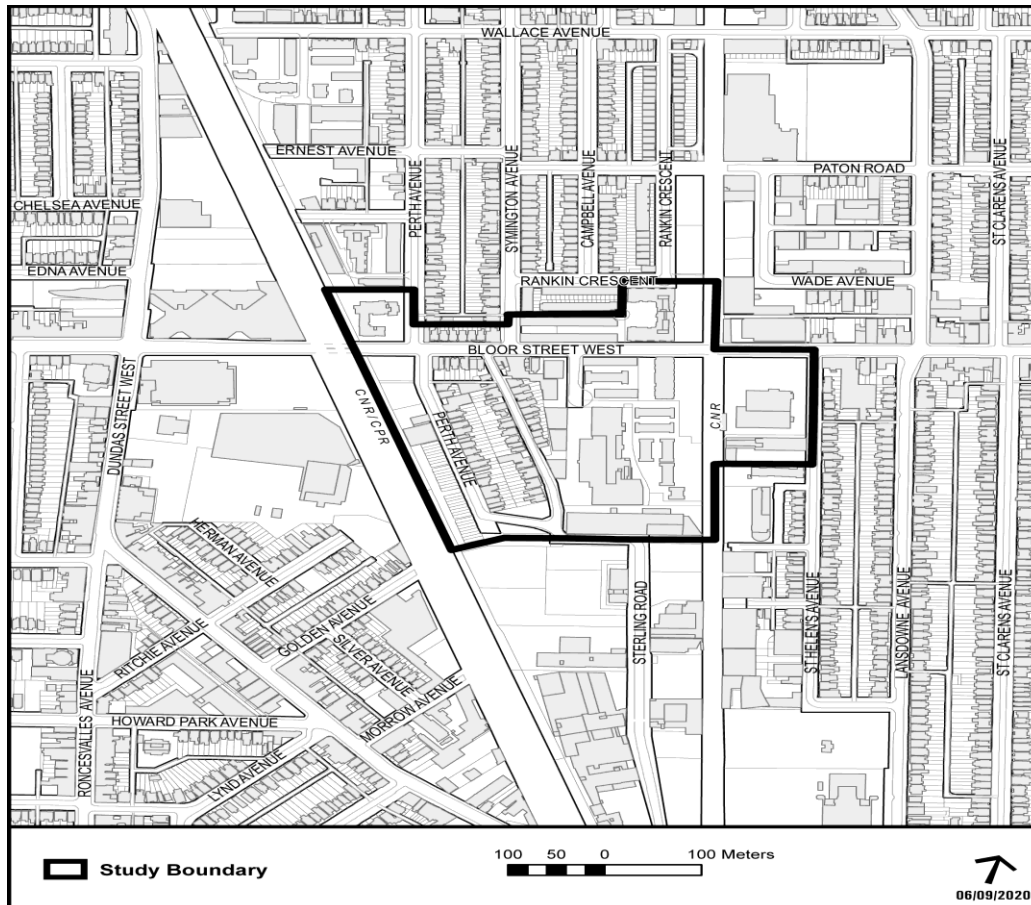 WALLACE AVENUE
ERNEST AVENUE
PERTH AVENUE
SYMINGTON AVENUE
CAMPBELL AVENUE
RANKIN CRESCENT
PATON ROAD
ST CLARENS AVENUE
CHELSEA AVENUE
EDNA AVENUE
RANKIN CRESCENT
WADE AVENUE
BLOOR STREET WEST
DUNDAS STREET WEST
CNR/CPR
PERTH AVENUE
CNR
HERMAN AVENUE
GOLDEN AVENUE
SILVER AVENUE
RITCHIE AVENUE
MORROW AVENUE
STERLING ROAD
ST HELEN'S AVENUE
LANSDOWNE AVENUE
ST CLARENS AVENUE
RONCESVALLES AVENUE
HOWARD PARK AVENUE
LYND AVENUE
Study Boundary
100 50 0 100 Meters
06/09/2020